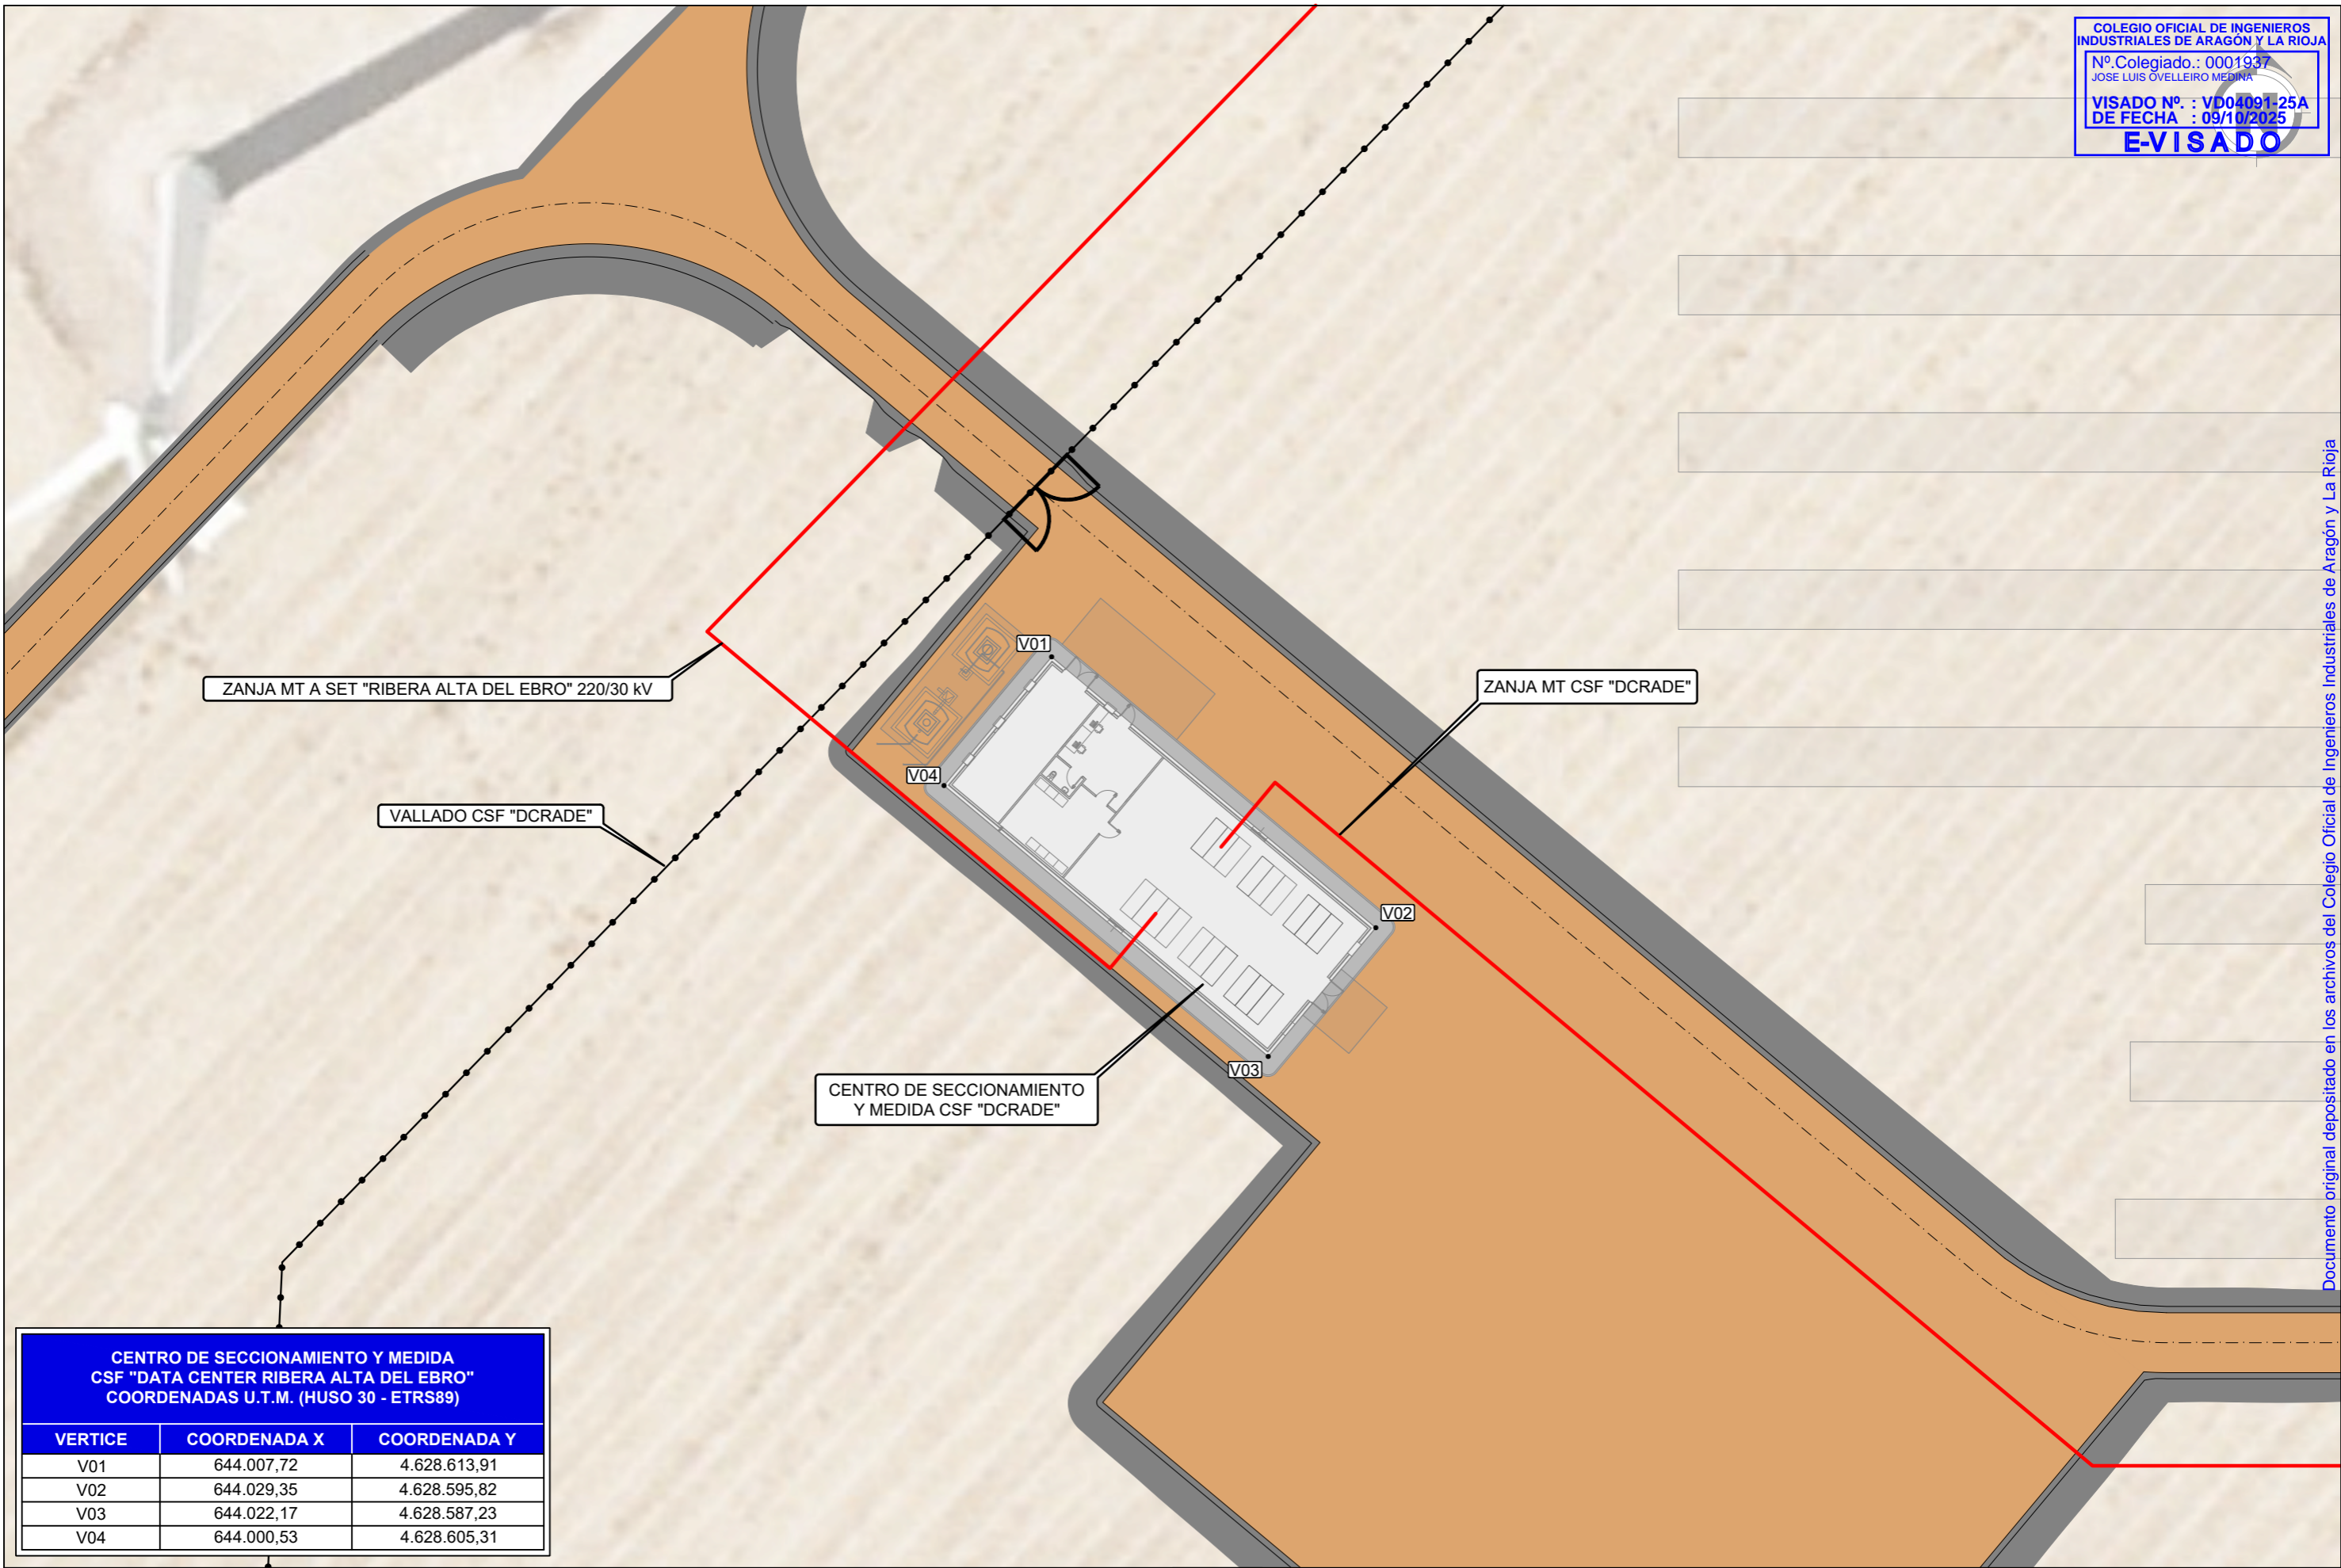 COLEGIO OFICIAL DE INGENIEROS
INDUSTRIALES DE ARAGÓN Y LA RIOJA
Nº.Colegiado.: 0001937
JOSE LUIS OVELLEIRO MEDINA
VISADO Nº. : VD04091-25A
DE FECHA : 09/10/2025
E-VISADO
N
Documento original depositado en los archivos del Colegio Oficial de Ingenieros Industriales de Aragón y La Rioja
V01
ZANJA MT A SET "RIBERA ALTA DEL EBRO" 220/30 kV
ZANJA MT CSF "DCRADE"
V04
VALLADO CSF "DCRADE"
V02
V03
CENTRO DE SECCIONAMIENTO
Y MEDIDA CSF "DCRADE"
CENTRO DE SECCIONAMIENTO Y MEDIDA
CSF "DATA CENTER RIBERA ALTA DEL EBRO"
COORDENADAS U.T.M. (HUSO 30 - ETRS89)
VERTICE COORDENADA X COORDENADA Y
V01 644.007,72 4.628.613,91
V02 644.029,35 4.628.595,82
V03 644.022,17 4.628.587,23
V04 644.000,53 4.628.605,31